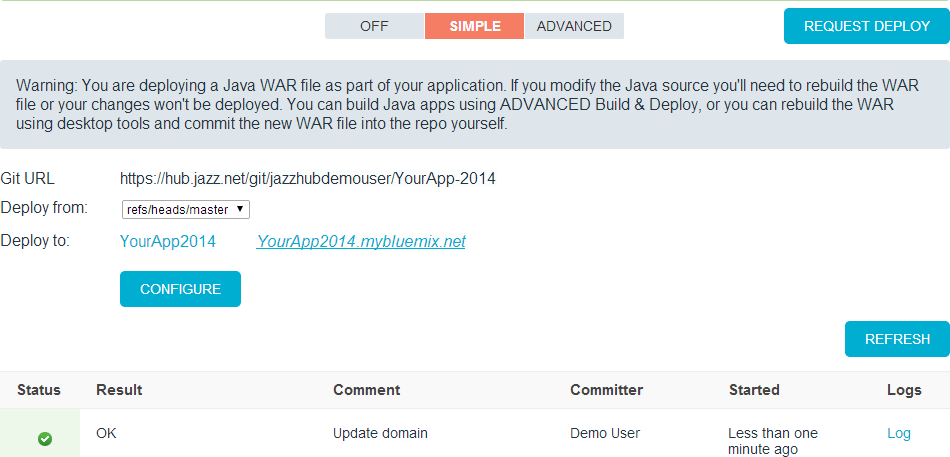 OFF SIMPLE ADVANCED REQUEST DEPLOY
Warning: You are deploying a Java WAR file as part of your application. If you modify the Java source you'll need to rebuild the WAR
file or your changes won't be deployed. You can build Java apps using ADVANCED Build & Deploy, or you can rebuild the WAR
using desktop tools and commit the new WAR file into the repo yourself.
Git URL https://hub.jazz.net/git/jazzhubdemouser/YourApp-2014
Deploy from: refs/heads/master
Deploy to: YourApp2014 YourApp2014.mybluemix.net
CONFIGURE
REFRESH
Status Result Comment Committer Started Logs
OK Update domain Demo User Less than one Log
minute ago